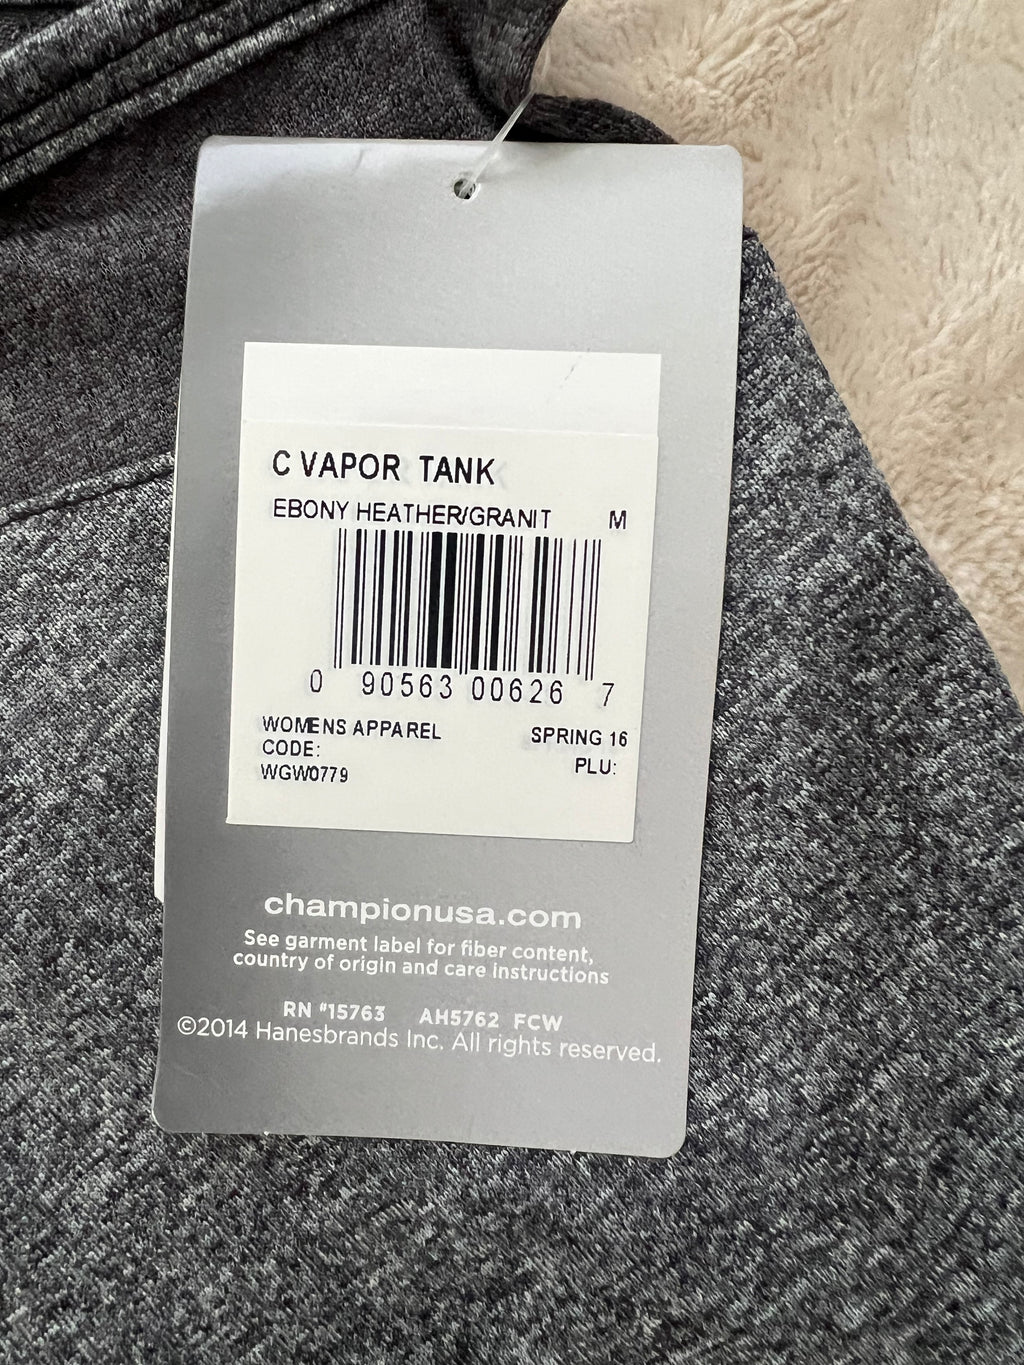 C VAPOR TANK
EBONY HEATHER/GRANIT M
0 90563 00626 7
WOMENS APPAREL SPRING 16
CODE: PLU:
WGW0779
championusa.com
See garment label for fiber content,
country of origin and care instructions
RN #15763 AH5762 FCW
©2014 Hanesbrands Inc. All rights reserved.